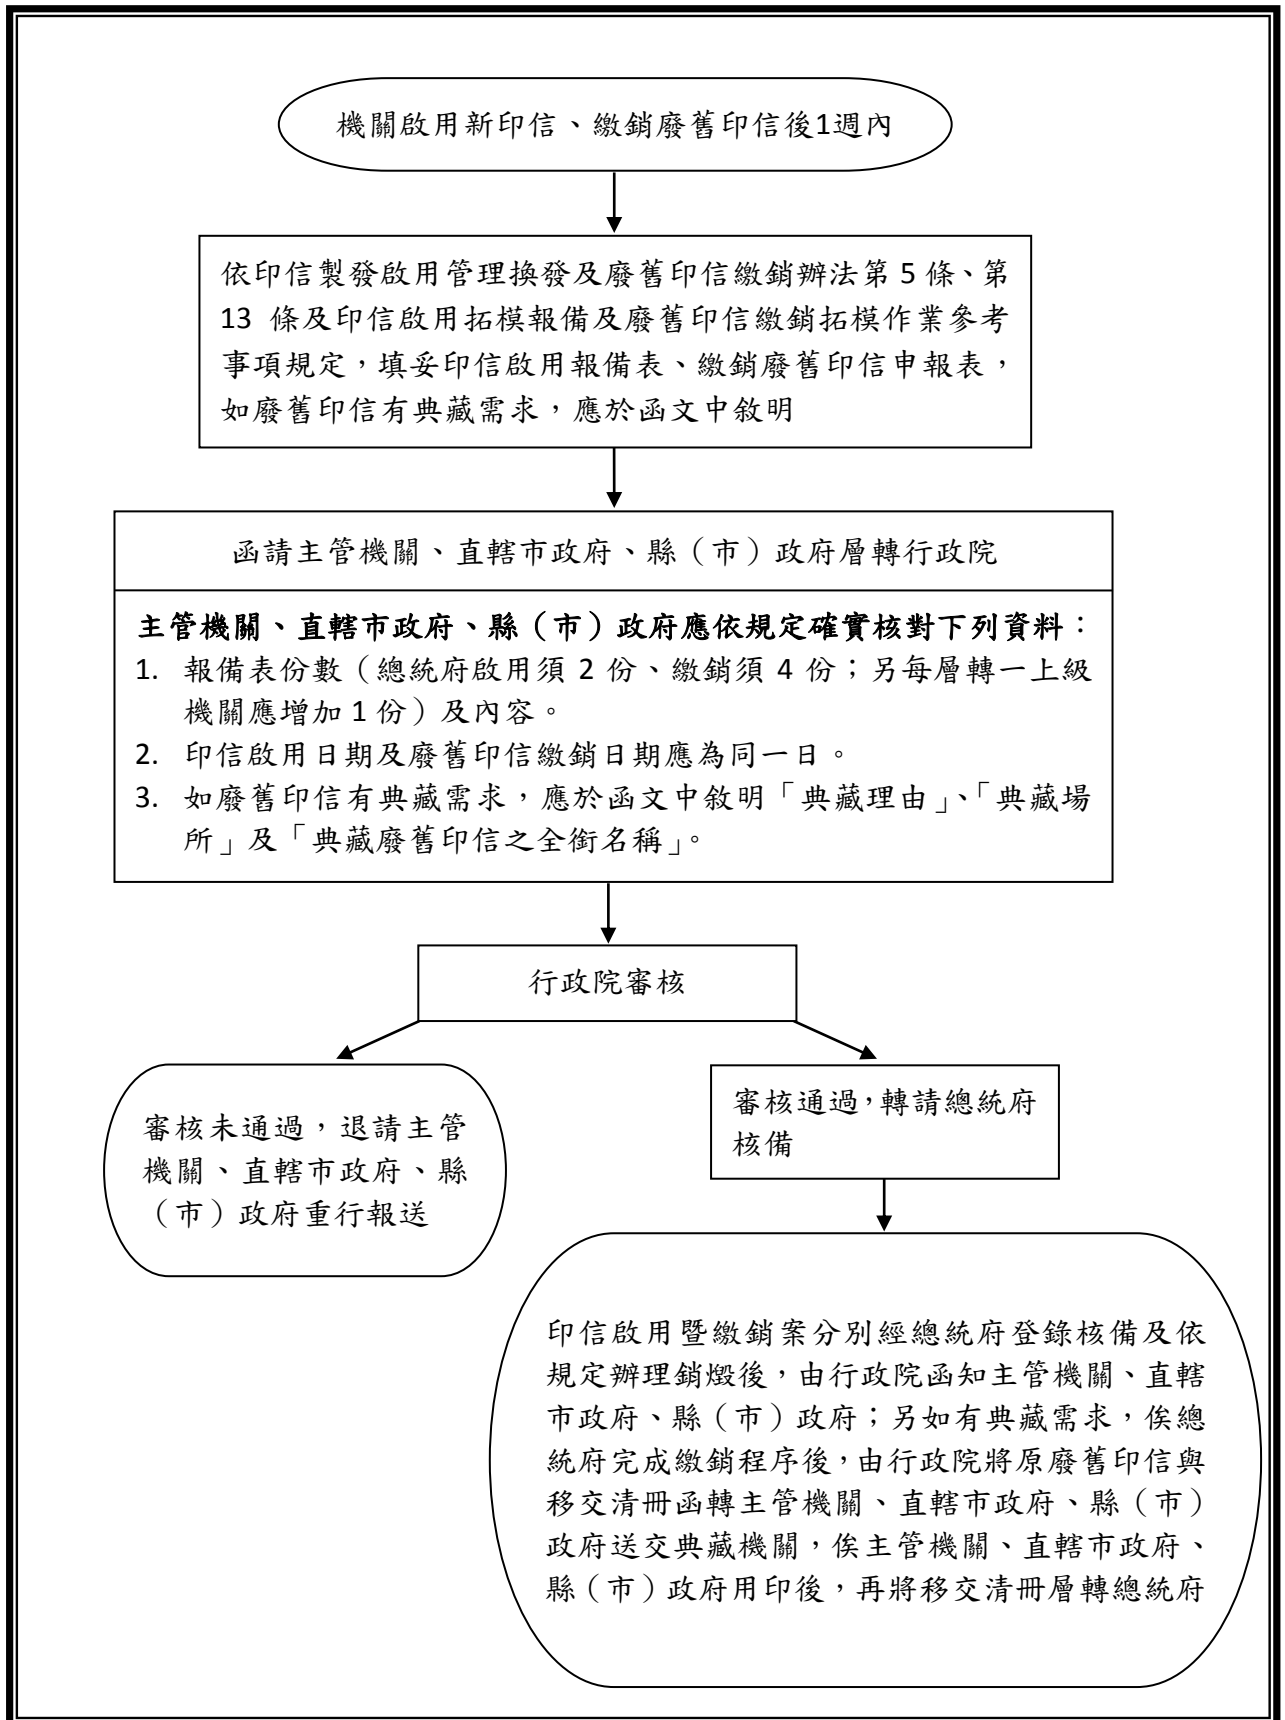 機關啟用新印信、繳銷廢舊印信後1週內
依印信製發啟用管理換發及廢舊印信繳銷辦法第 5 條、第
13 條及印信啟用拓模報備及廢舊印信繳銷拓模作業參考
事項規定，填妥印信啟用報備表、繳銷廢舊印信申報表，
如廢舊印信有典藏需求，應於函文中敘明
函請主管機關、直轄市政府、縣（市）政府層轉行政院
主管機關、直轄市政府、縣（市）政府應依規定確實核對下列資料：
1. 報備表份數（總統府啟用須 2 份、繳銷須 4 份；另每層轉一上級
機關應增加 1 份）及內容。
2. 印信啟用日期及廢舊印信繳銷日期應為同一日。
3. 如廢舊印信有典藏需求，應於函文中敘明「典藏理由」、「典藏場
所」及「典藏廢舊印信之全銜名稱」。
行政院審核
審核未通過，退請主管
機關、直轄市政府、縣
（市）政府重行報送
審核通過，轉請總統府
核備
印信啟用暨繳銷案分別經總統府登錄核備及依
規定辦理銷燬後，由行政院函知主管機關、直轄
市政府、縣（市）政府；另如有典藏需求，俟總
統府完成繳銷程序後，由行政院將原廢舊印信與
移交清冊函轉主管機關、直轄市政府、縣（市）
政府送交典藏機關，俟主管機關、直轄市政府、
縣（市）政府用印後，再將移交清冊層轉總統府